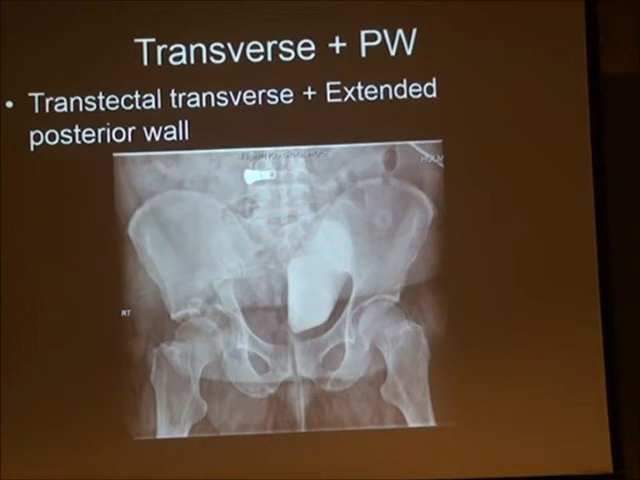 Transverse + PW
• Transtectal transverse + Extended
posterior wall
RT